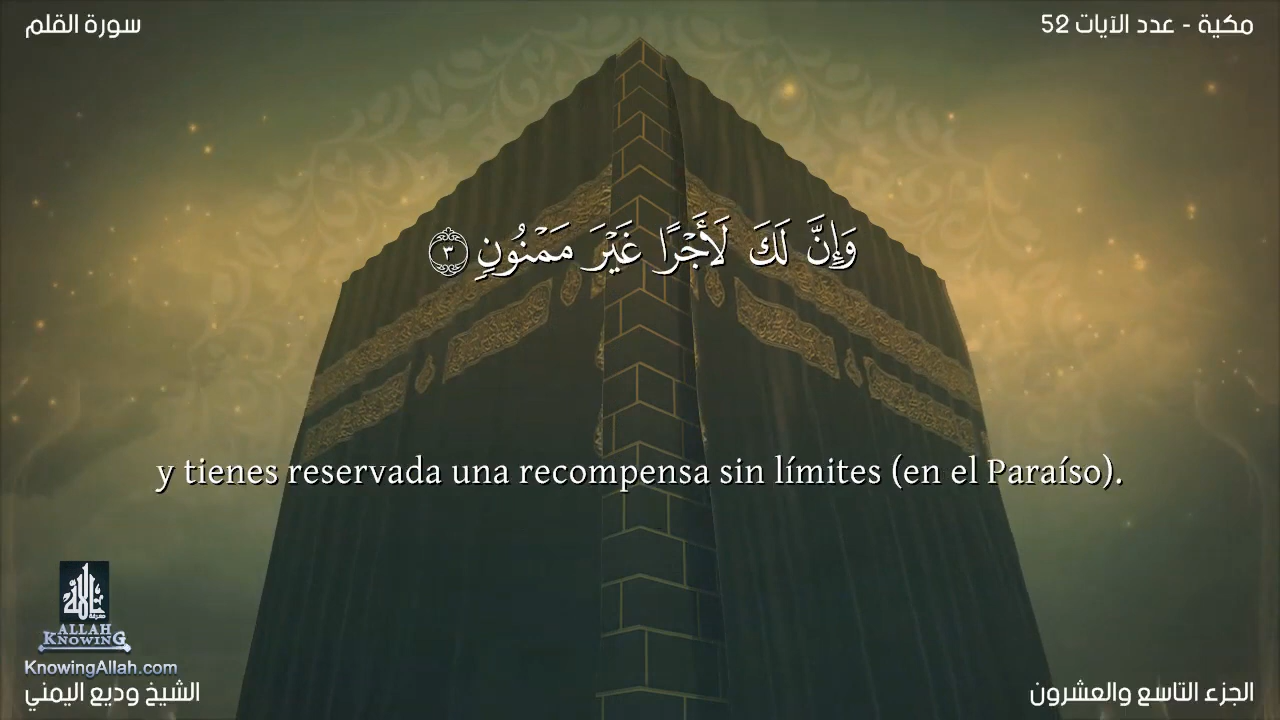 مكية - عدد الآيات 52
سورة القلم
وَإِنَّ لَكَ لَأَجْرًا غَيْرَ مَمْنُونٍ ٣
y tienes reservada una recompensa sin límites (en el Paraíso).
ALLAH
KNOWING
KnowingAllah.com
الشيخ وديع اليمني
الجزء التاسع والعشرون